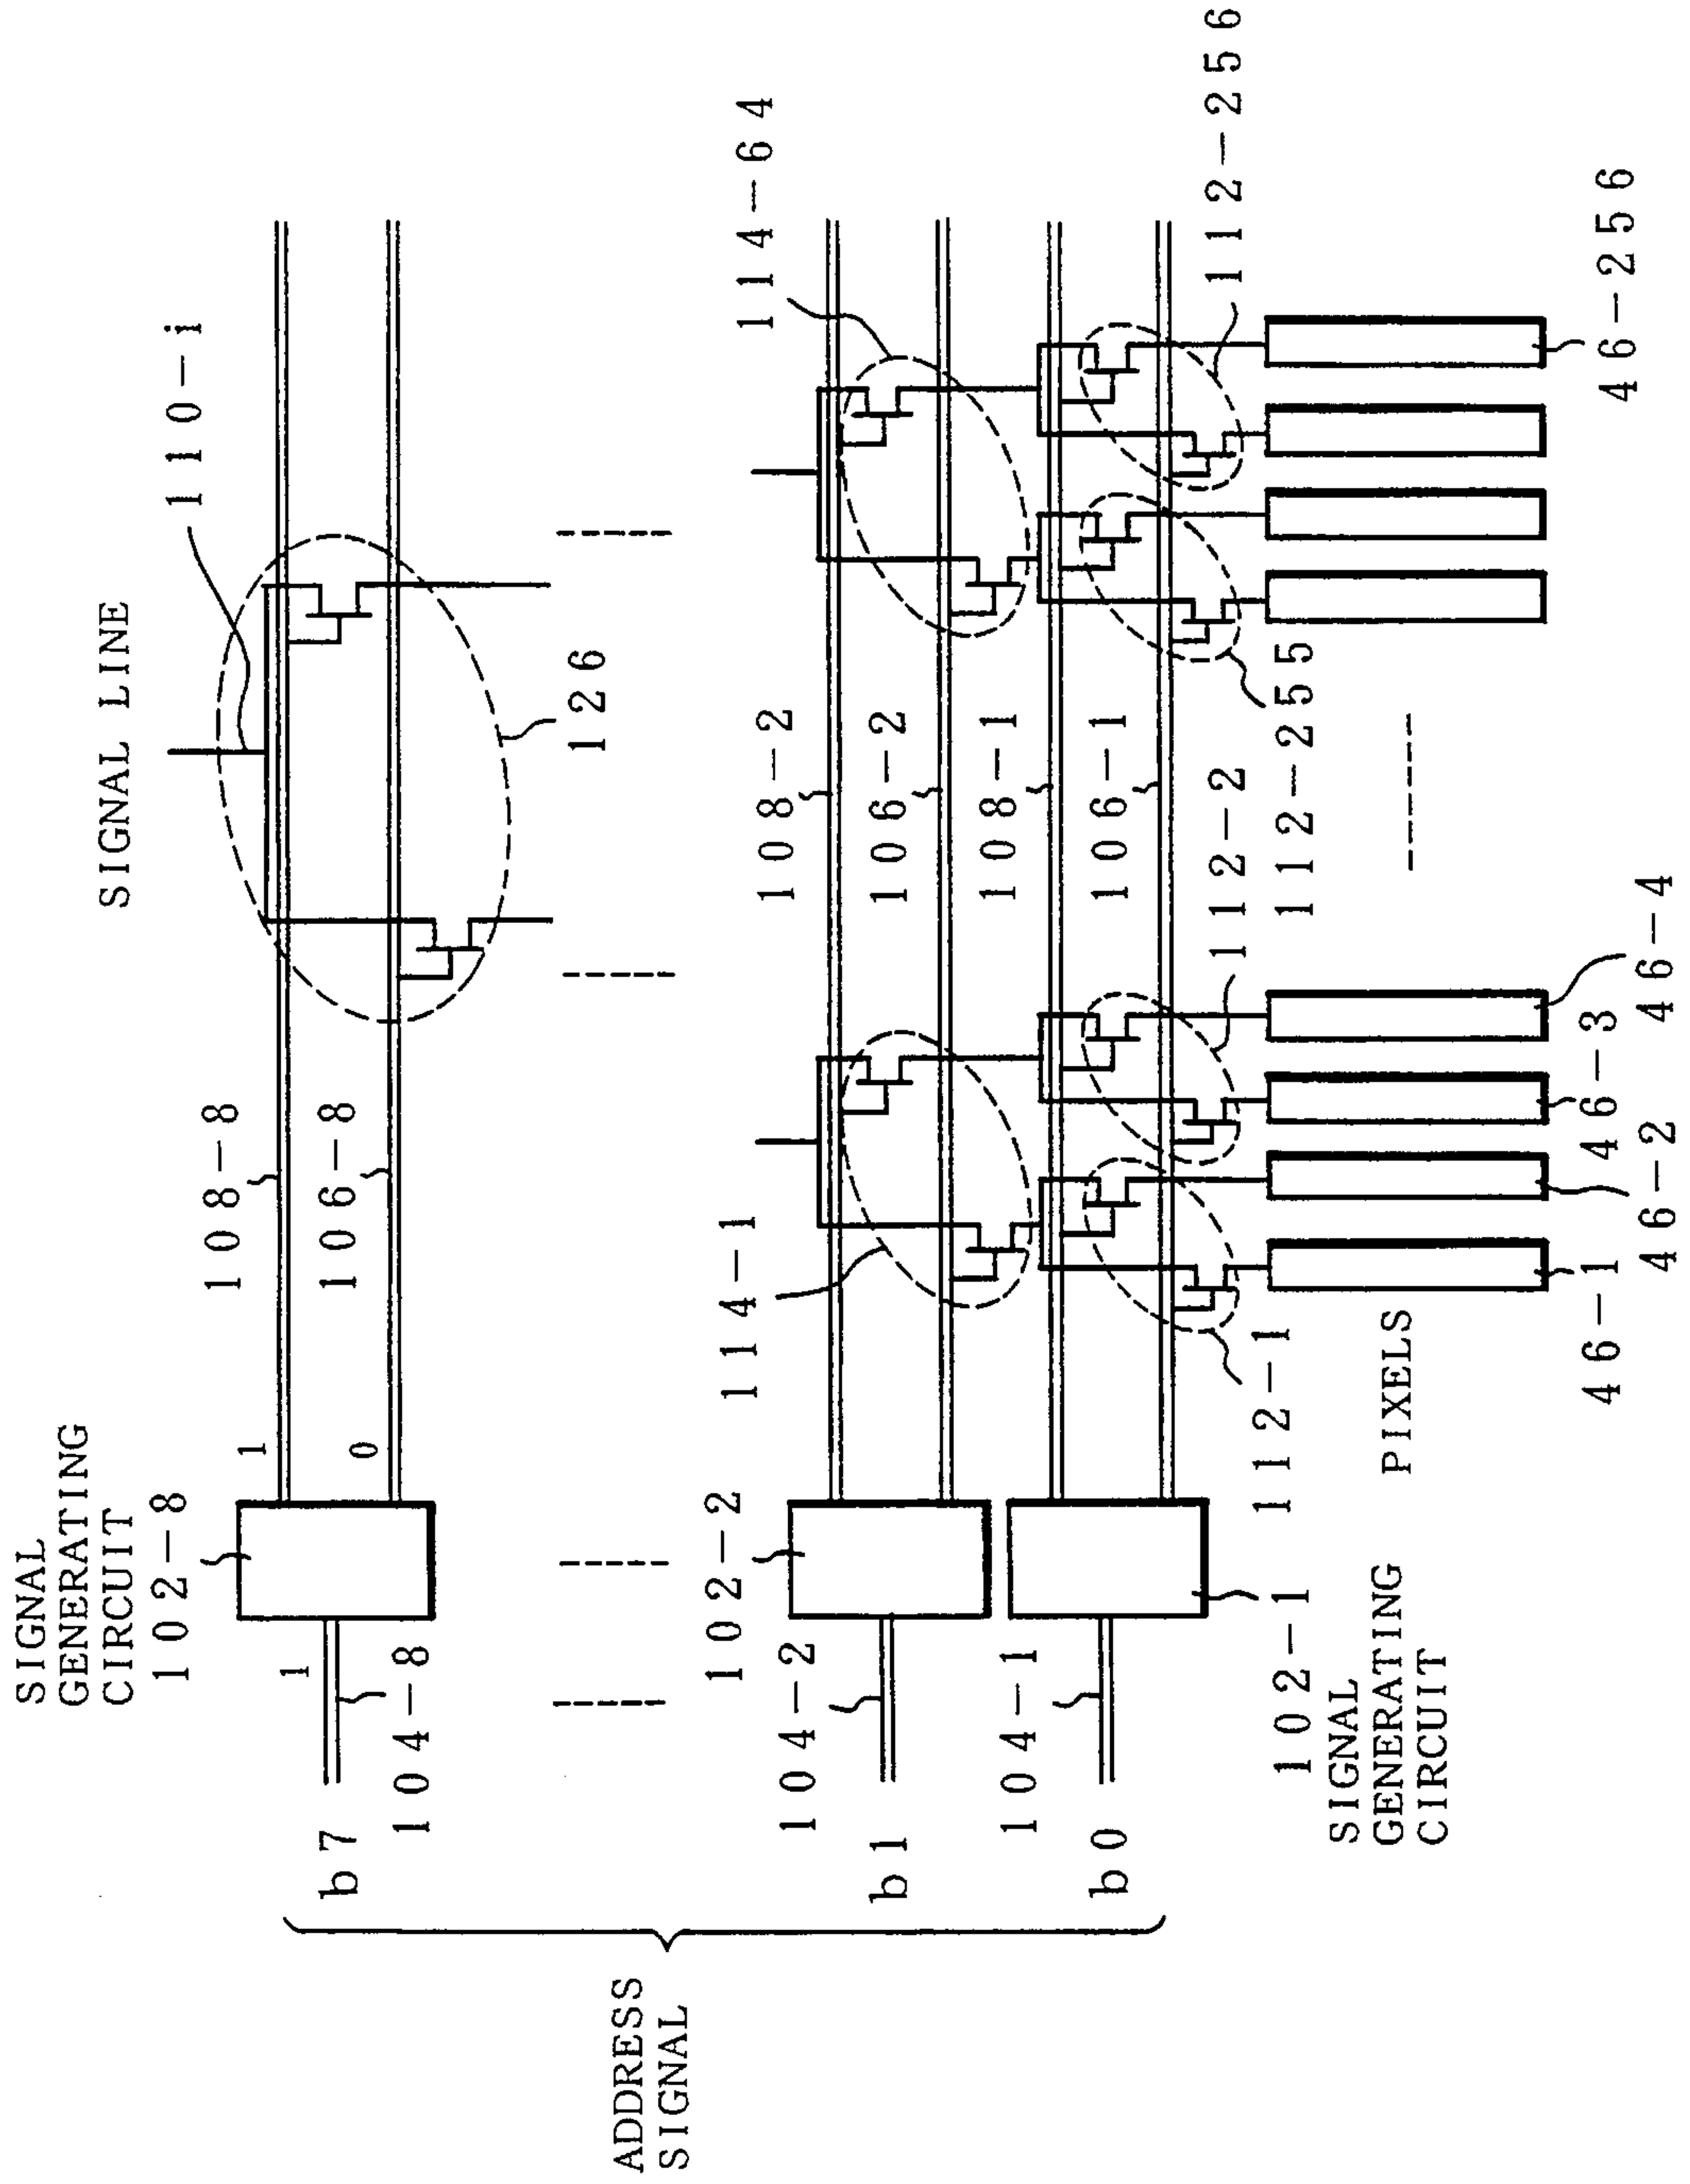 SIGNAL LINE
110-i
SIGNAL
GENERATING
CIRCUIT
102-8
108-8
1
106-8
0
126
b7
1
104-8
ADDRESS
SIGNAL
114-64
114-1
108-2
102-2
106-2
104-2
b1
108-1
104-1
106-1
b0
112-256
112-2
112-255
112-1
102-1
SIGNAL
GENERATING
CIRCUIT
PIXELS
46-1
46-2
46-3
46-4
46-256